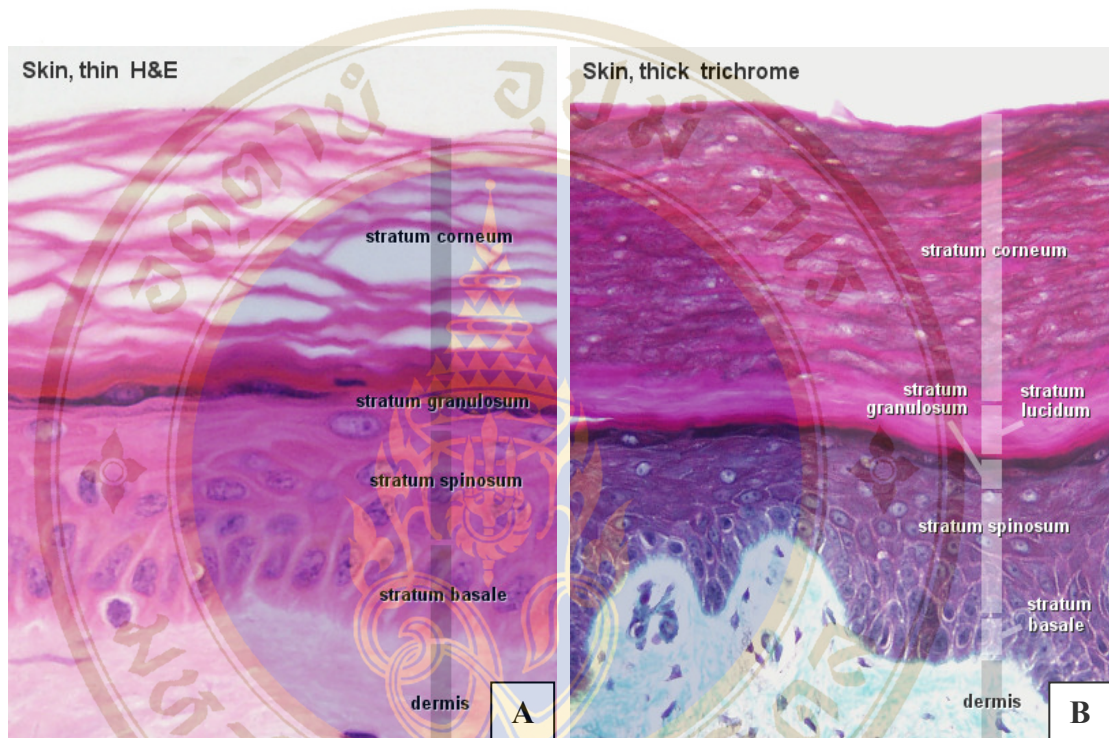 Skin, thin H&E
stratum corneum
stratum granulosum
stratum spinosum
stratum basale
dermis
A
Skin, thick trichrome
stratum corneum
stratum
granulosum
stratum
lucidum
stratum spinosum
stratum
basale
dermis
B